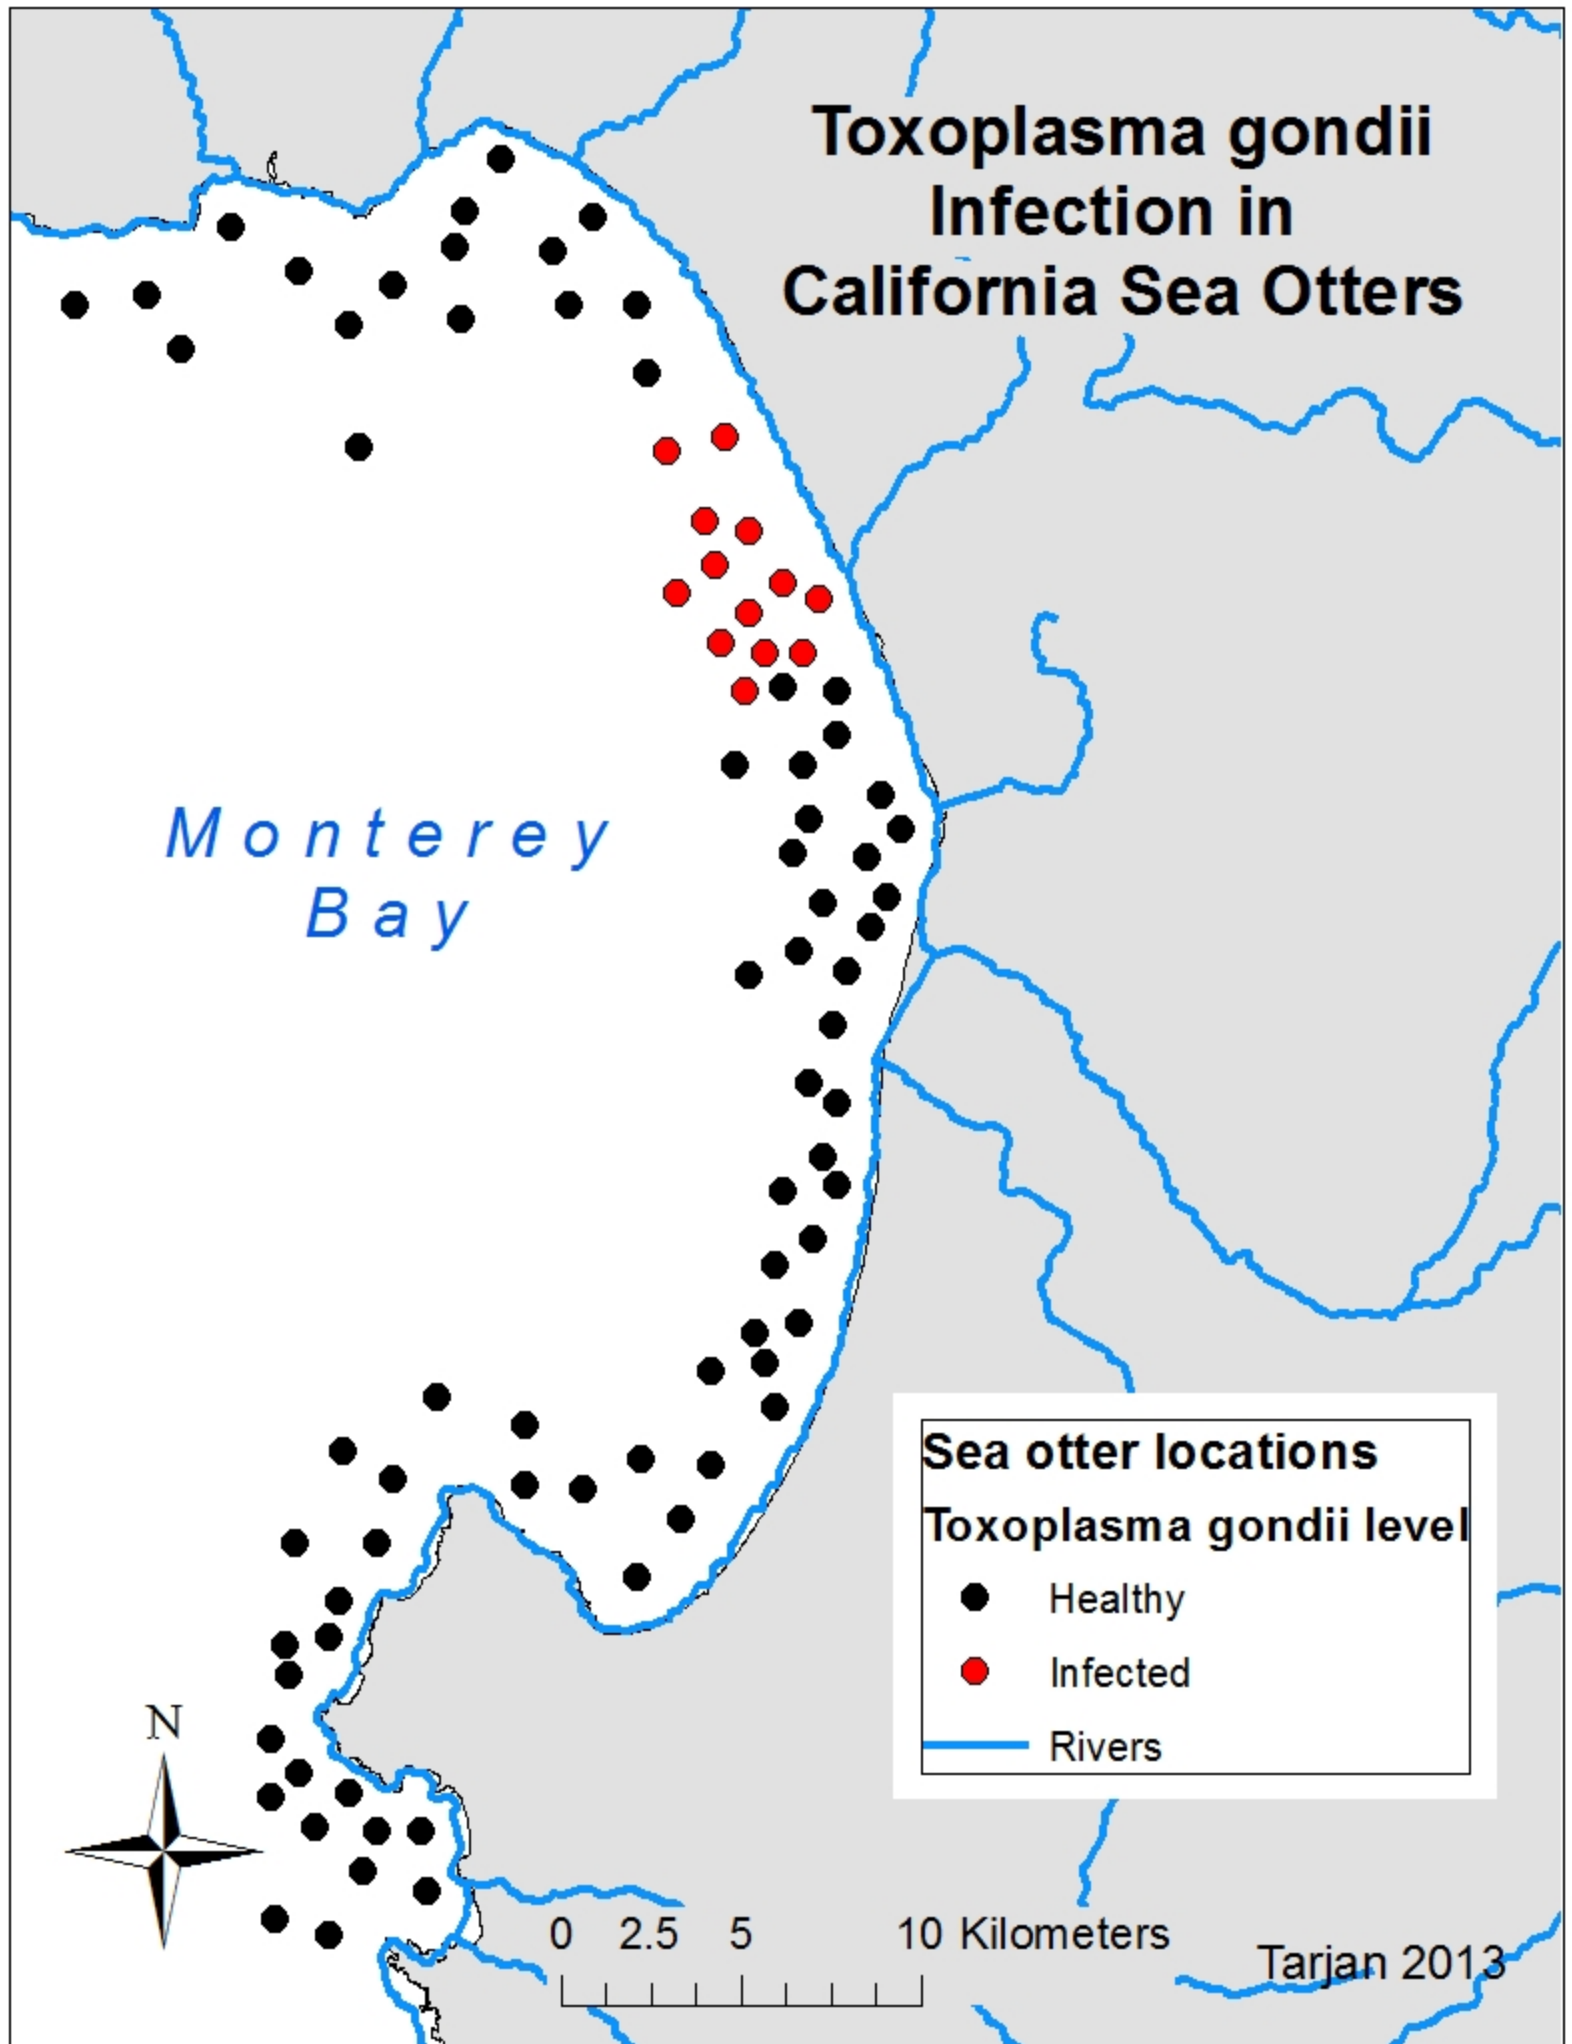 Toxoplasma gondii
Infection in
California Sea Otters
Monterey
Bay
Sea otter locations
Toxoplasma gondii level
Healthy
Infected
Rivers
N
0 2.5 5 10 Kilometers
Tarjan 2013